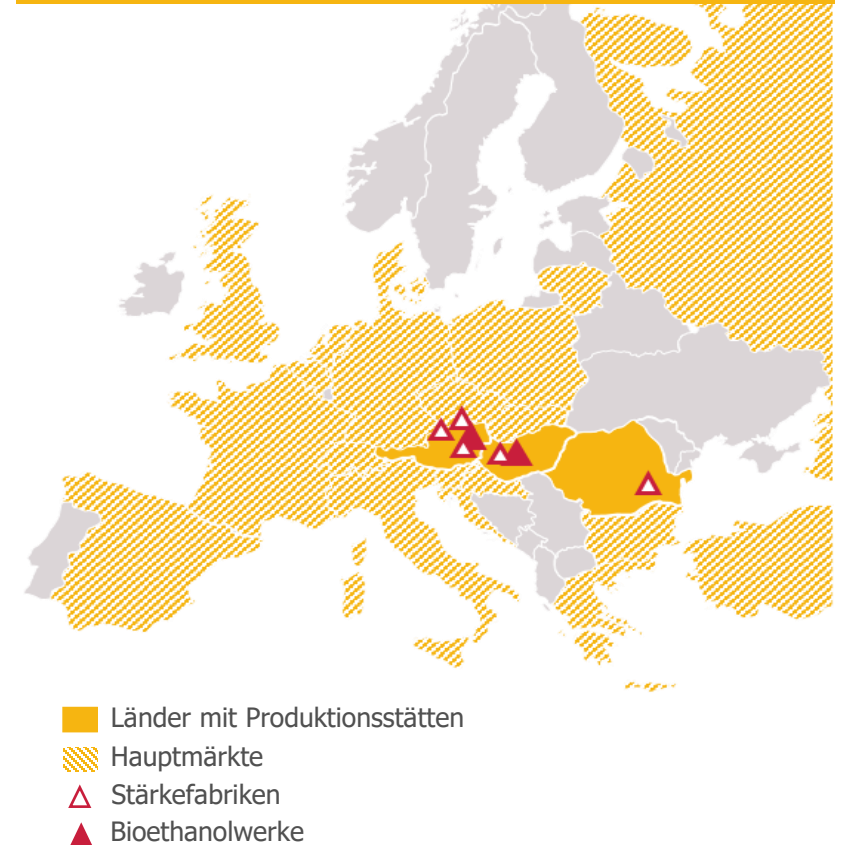 Länder mit Produktionsstätten
Hauptmärkte
Stärkefabriken
Bioethanolwerke